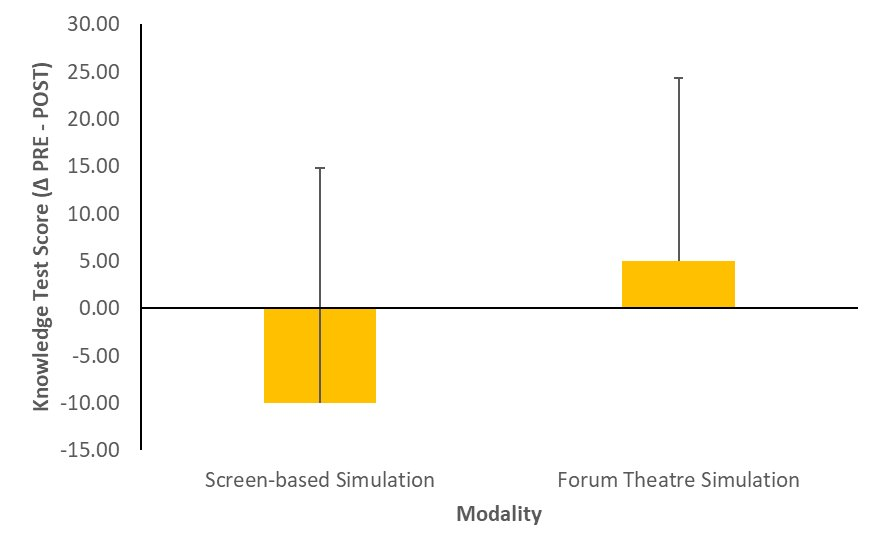 Knowledge Test Score (Δ PRE - POST)
30.00
25.00
20.00
15.00
10.00
5.00
0.00
-5.00
-10.00
-15.00
Screen-based Simulation
Forum Theatre Simulation
Modality